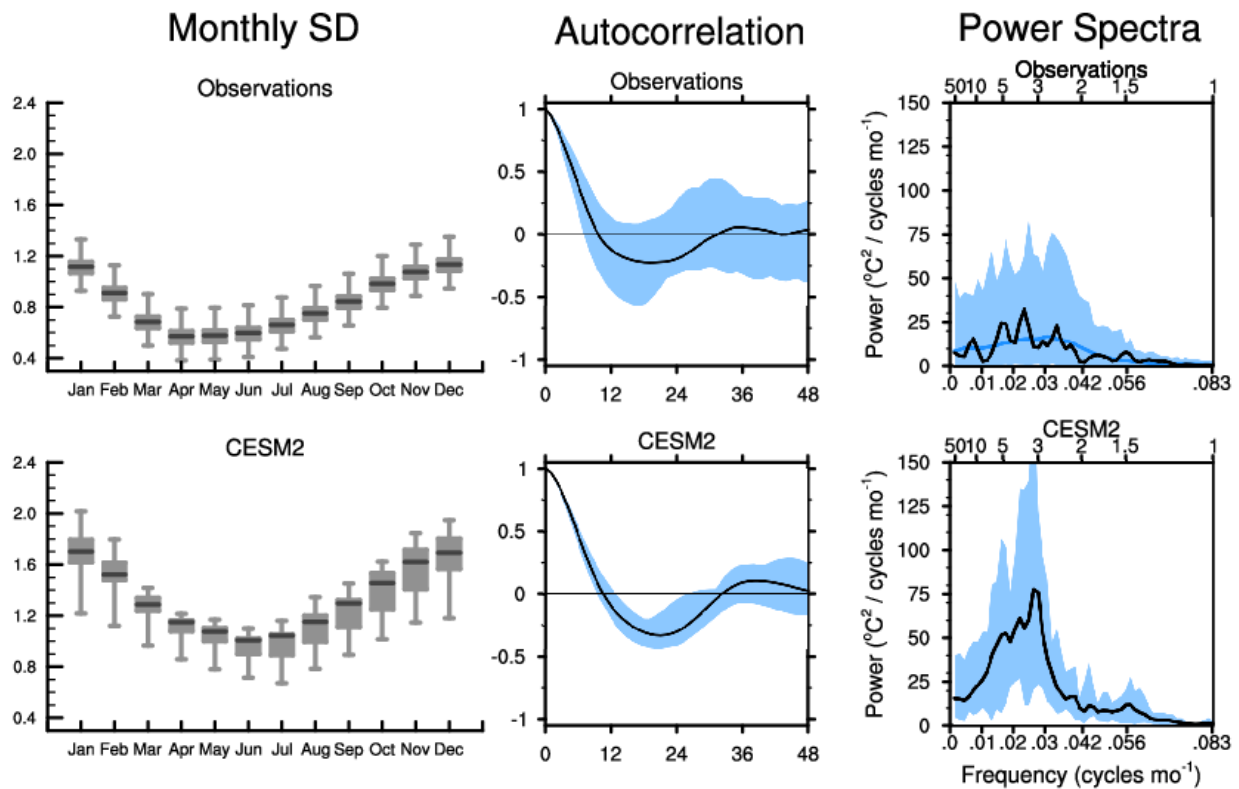 Monthly SD
Autocorrelation
Power Spectra
Observations
2.4
2.0
1.6
1.2
0.8
0.4
Jan Feb Mar Apr May Jun Jul Aug Sep Oct Nov Dec
Observations
1
0.5
0
-0.5
-1
0 12 24 36 48
Observations
5010 5 3 2 1.5 1
Power (°C² / cycles mo⁻¹)
150
125
100
75
50
25
0
.0 .01 .02 .03 .042 .056 .083
CESM2
2.4
2.0
1.6
1.2
0.8
0.4
Jan Feb Mar Apr May Jun Jul Aug Sep Oct Nov Dec
CESM2
1
0.5
0
-0.5
-1
0 12 24 36 48
CESM2
5010 5 3 2 1.5 1
Power (°C² / cycles mo⁻¹)
150
125
100
75
50
25
0
.0 .01 .02 .03 .042 .056 .083
Frequency (cycles mo⁻¹)